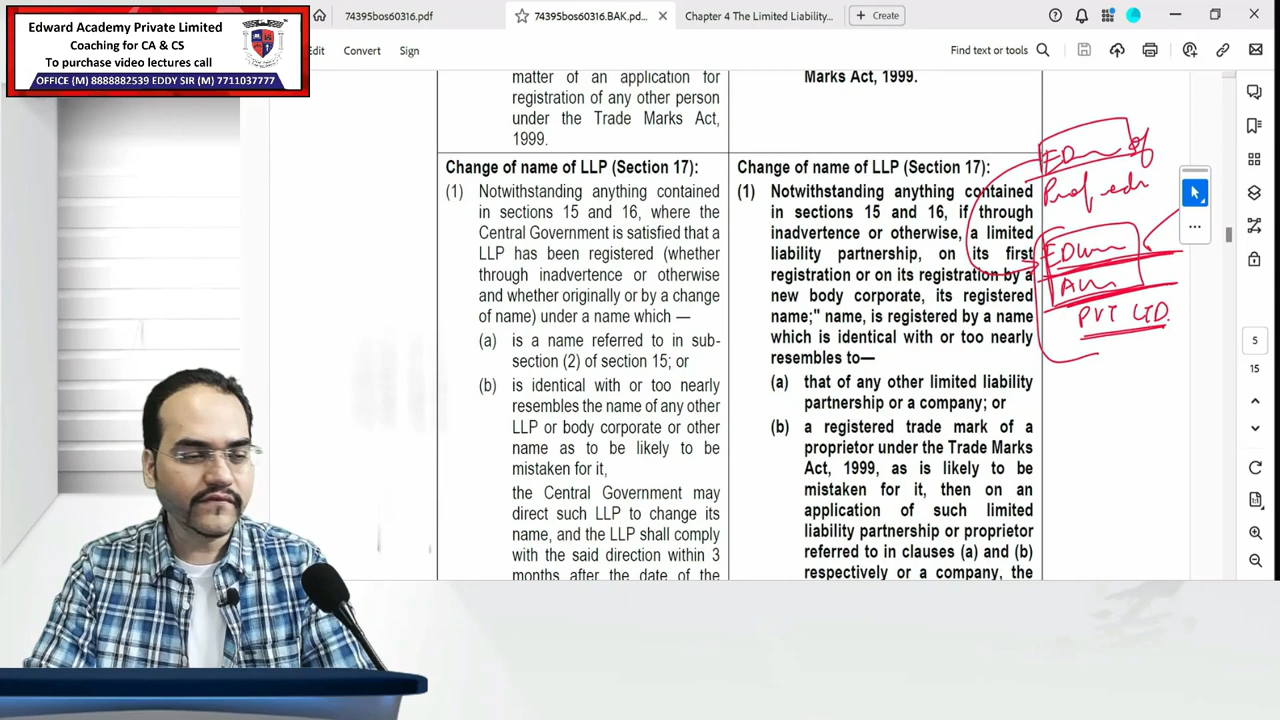 Edward Academy Private Limited
Coaching for CA & CS
To purchase video lectures call
OFFICE (M) 8888882539 EDDY SIR (M) 7711037777
74395bos60316.pdf
74395bos60316.BAK.pd...
Chapter 4 The Limited Liability...
Create
Edit
Convert
Sign
Find text or tools
matter of an application for
registration of any other person
under the Trade Marks Act,
1999.
Marks Act, 1999.
Change of name of LLP (Section 17):
(1) Notwithstanding anything contained
in sections 15 and 16, where the
Central Government is satisfied that a
LLP has been registered (whether
through inadvertence or otherwise
and whether originally or by a change
of name) under a name which —
(a) is a name referred to in sub-
section (2) of section 15; or
(b) is identical with or too nearly
resembles the name of any other
LLP or body corporate or other
name as to be likely to be
mistaken for it,
the Central Government may
direct such LLP to change its
name, and the LLP shall comply
with the said direction within 3
months after the date of the
Change of name of LLP (Section 17):
(1) Notwithstanding anything contained
in sections 15 and 16, if through
inadvertence or otherwise, a limited
liability partnership, on its first
registration or on its registration by a
new body corporate, its registered
name;" name, is registered by a name
which is identical with or too nearly
resembles to—
(a) that of any other limited liability
partnership or a company; or
(b) a registered trade mark of a
proprietor under the Trade Marks
Act, 1999, as is likely to be
mistaken for it, then on an
application of such limited
liability partnership or proprietor
referred to in clauses (a) and (b)
respectively or a company, the
of
Prof
PVT LTD.
5
15